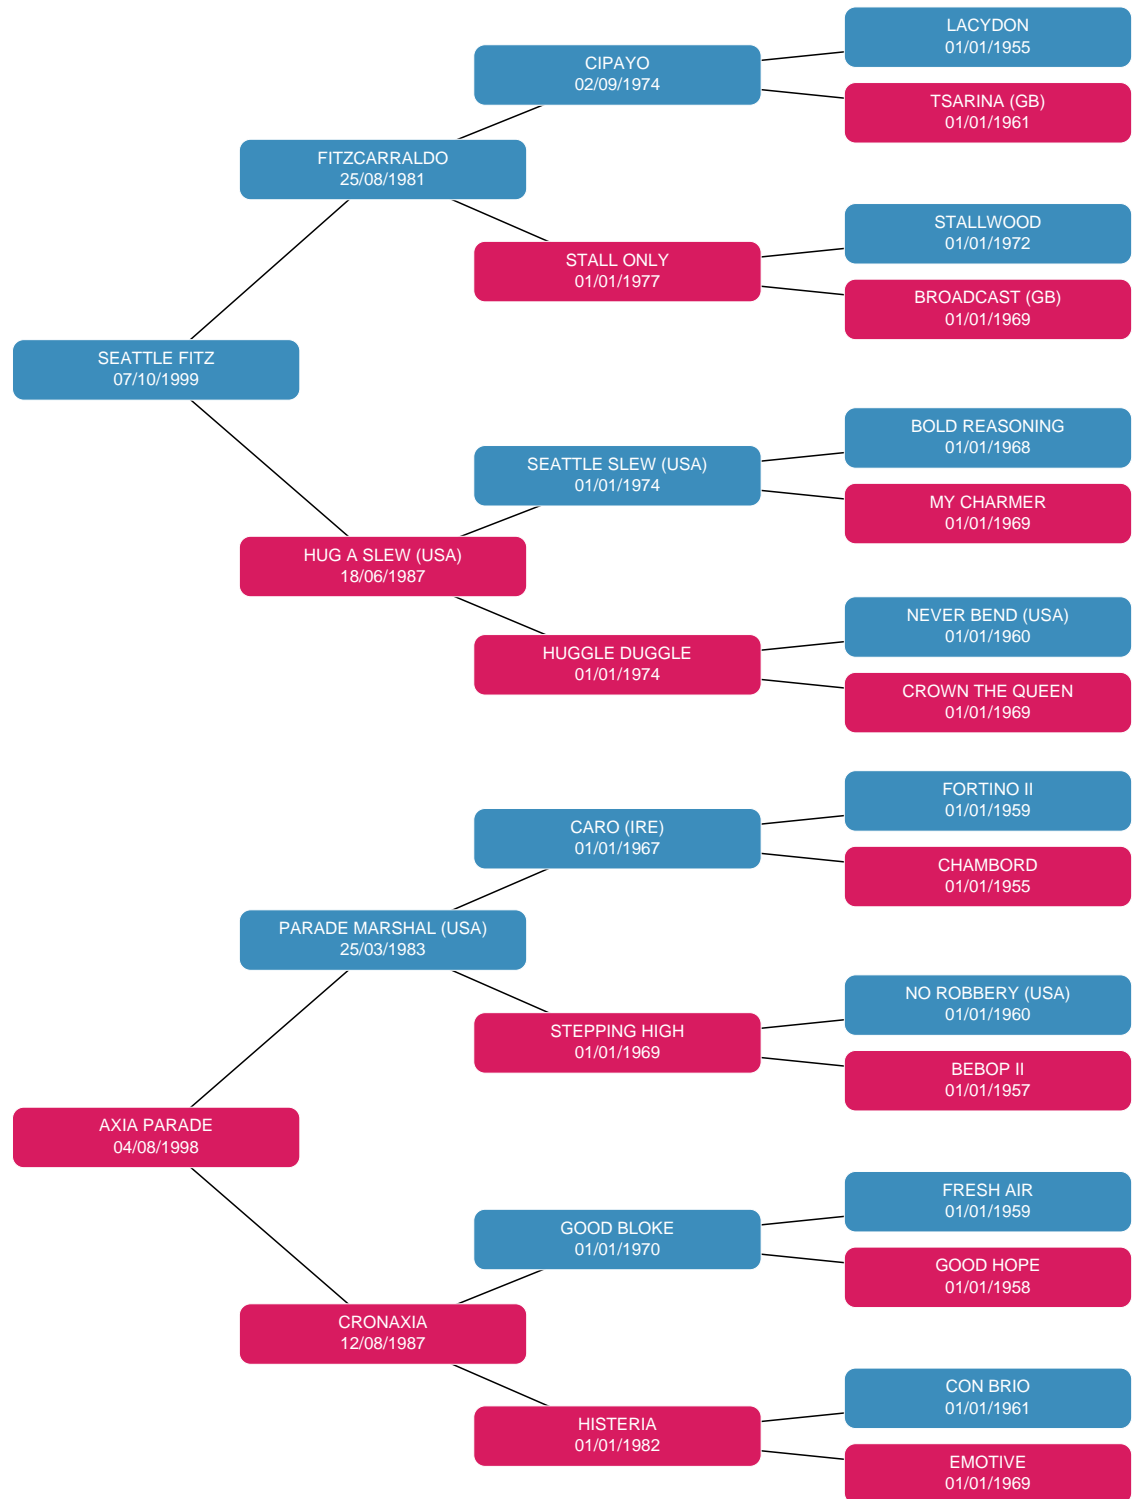 LACYDON
01/01/1955
CIPAYO
02/09/1974
TSARINA (GB)
01/01/1961
FITZCARRALDO
25/08/1981
STALLWOOD
01/01/1972
STALL ONLY
01/01/1977
BROADCAST (GB)
01/01/1969
SEATTLE FITZ
07/10/1999
BOLD REASONING
01/01/1968
SEATTLE SLEW (USA)
01/01/1974
MY CHARMER
01/01/1969
HUG A SLEW (USA)
18/06/1987
NEVER BEND (USA)
01/01/1960
HUGGLE DUGGLE
01/01/1974
CROWN THE QUEEN
01/01/1969
FORTINO II
01/01/1959
CARO (IRE)
01/01/1967
CHAMBORD
01/01/1955
PARADE MARSHAL (USA)
25/03/1983
NO ROBBERY (USA)
01/01/1960
STEPPING HIGH
01/01/1969
BEBOP II
01/01/1957
AXIA PARADE
04/08/1998
FRESH AIR
01/01/1959
GOOD BLOKE
01/01/1970
GOOD HOPE
01/01/1958
CRONAXIA
12/08/1987
CON BRIO
01/01/1961
HISTERIA
01/01/1982
EMOTIVE
01/01/1969